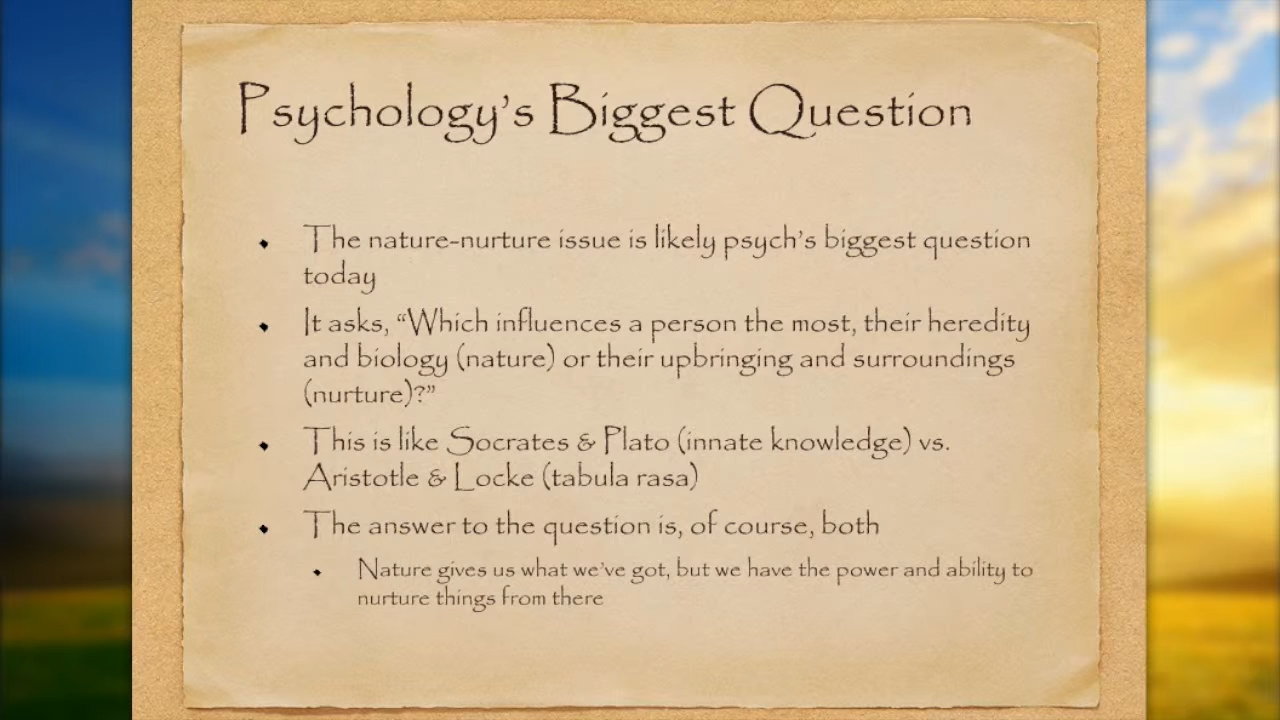 Psychology's Biggest Question
The nature-nurture issue is likely psych's biggest question
today
It asks, “Which influences a person the most, their heredity
and biology (nature) or their upbringing and surroundings
(nurture)?”
This is like Socrates & Plato (innate knowledge) vs.
Aristotle & Locke (tabula rasa)
The answer to the question is, of course, both
Nature gives us what we've got, but we have the power and ability to
nurture things from there